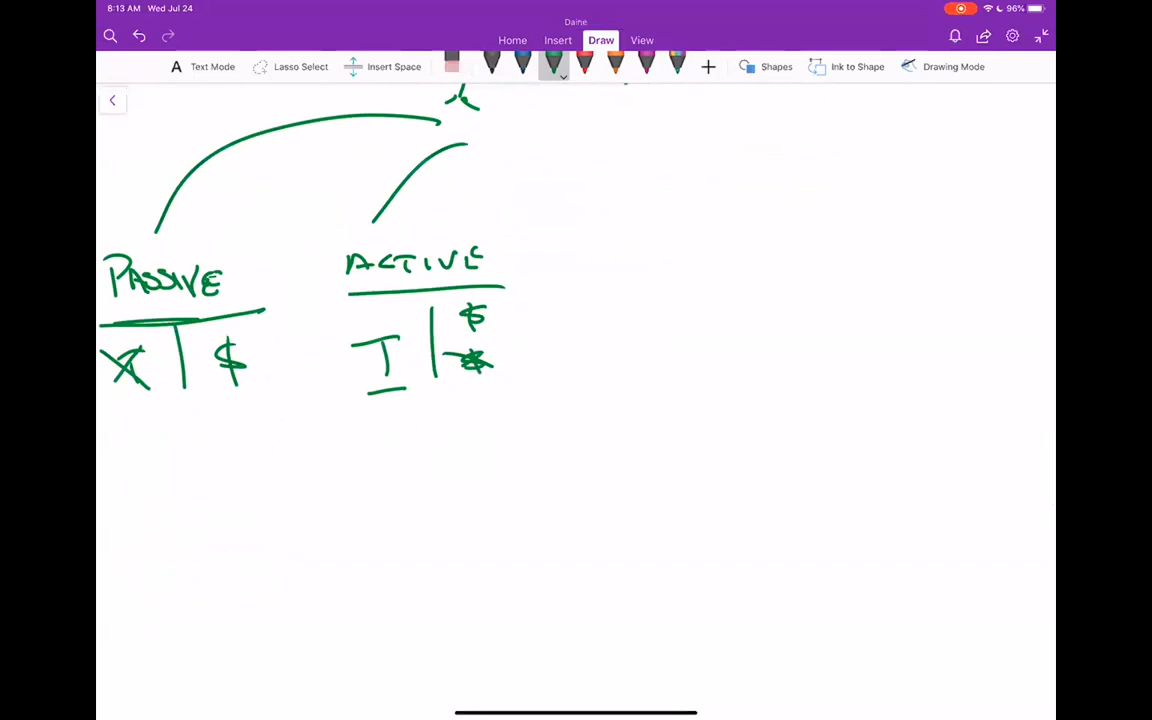 8:13 AM Wed Jul 24
96%
Daine
Home Insert Draw View
A Text Mode Lasso Select Insert Space Shapes Ink to Shape Drawing Mode
PASSIVE ACTIVE
$ I $